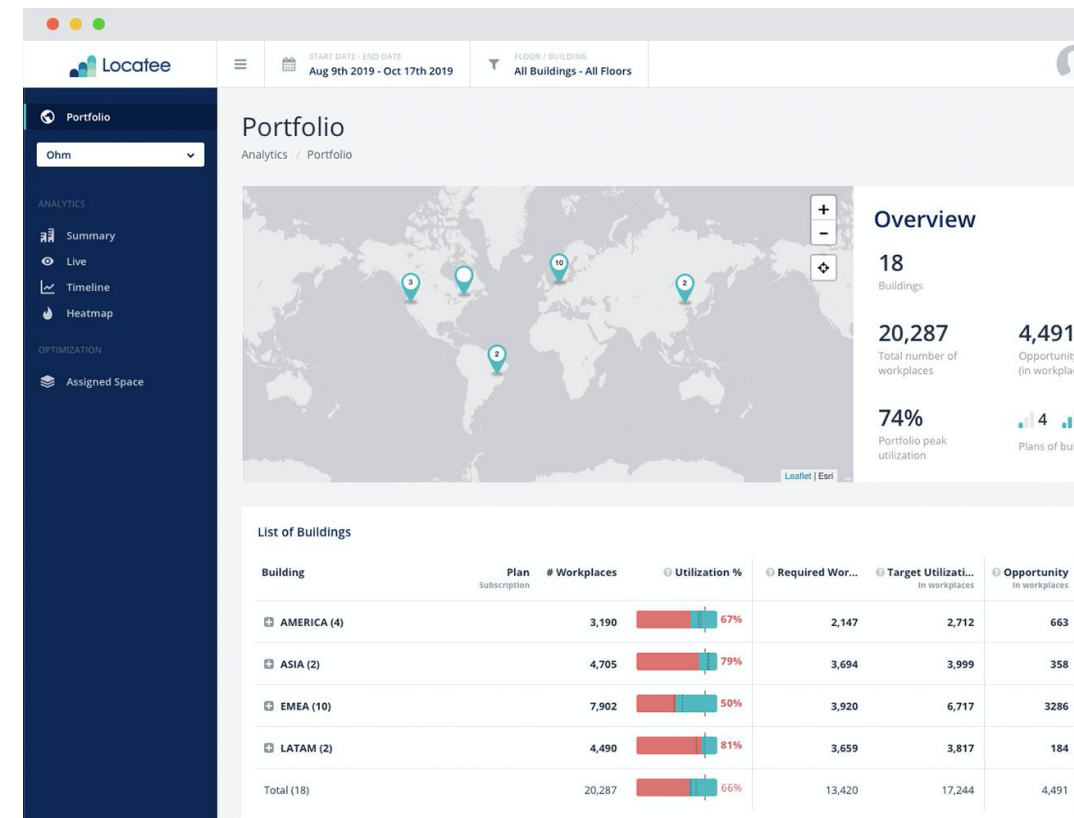 Locatee
START DATE - END DATE
Aug 9th 2019 - Oct 17th 2019
FLOOR / BUILDING
All Buildings - All Floors
Portfolio
Ohm
ANALYTICS
Summary
Live
Timeline
Heatmap
OPTIMIZATION
Assigned Space
Portfolio
Analytics / Portfolio
3
10
2
2
+
−
Leaflet | Esri
Overview
18
Buildings
20,287
Total number of
workplaces
4,491
Opportunity
(in workpla
74%
Portfolio peak
utilization
4
Plans of bu
List of Buildings
Building Plan # Workplaces Utilization % Required Wor... Target Utilizati... Opportunity
Subscription In workplaces In workplaces
AMERICA (4) 3,190 67% 2,147 2,712 663
ASIA (2) 4,705 79% 3,694 3,999 358
EMEA (10) 7,902 50% 3,920 6,717 3286
LATAM (2) 4,490 81% 3,659 3,817 184
Total (18) 20,287 66% 13,420 17,244 4,491